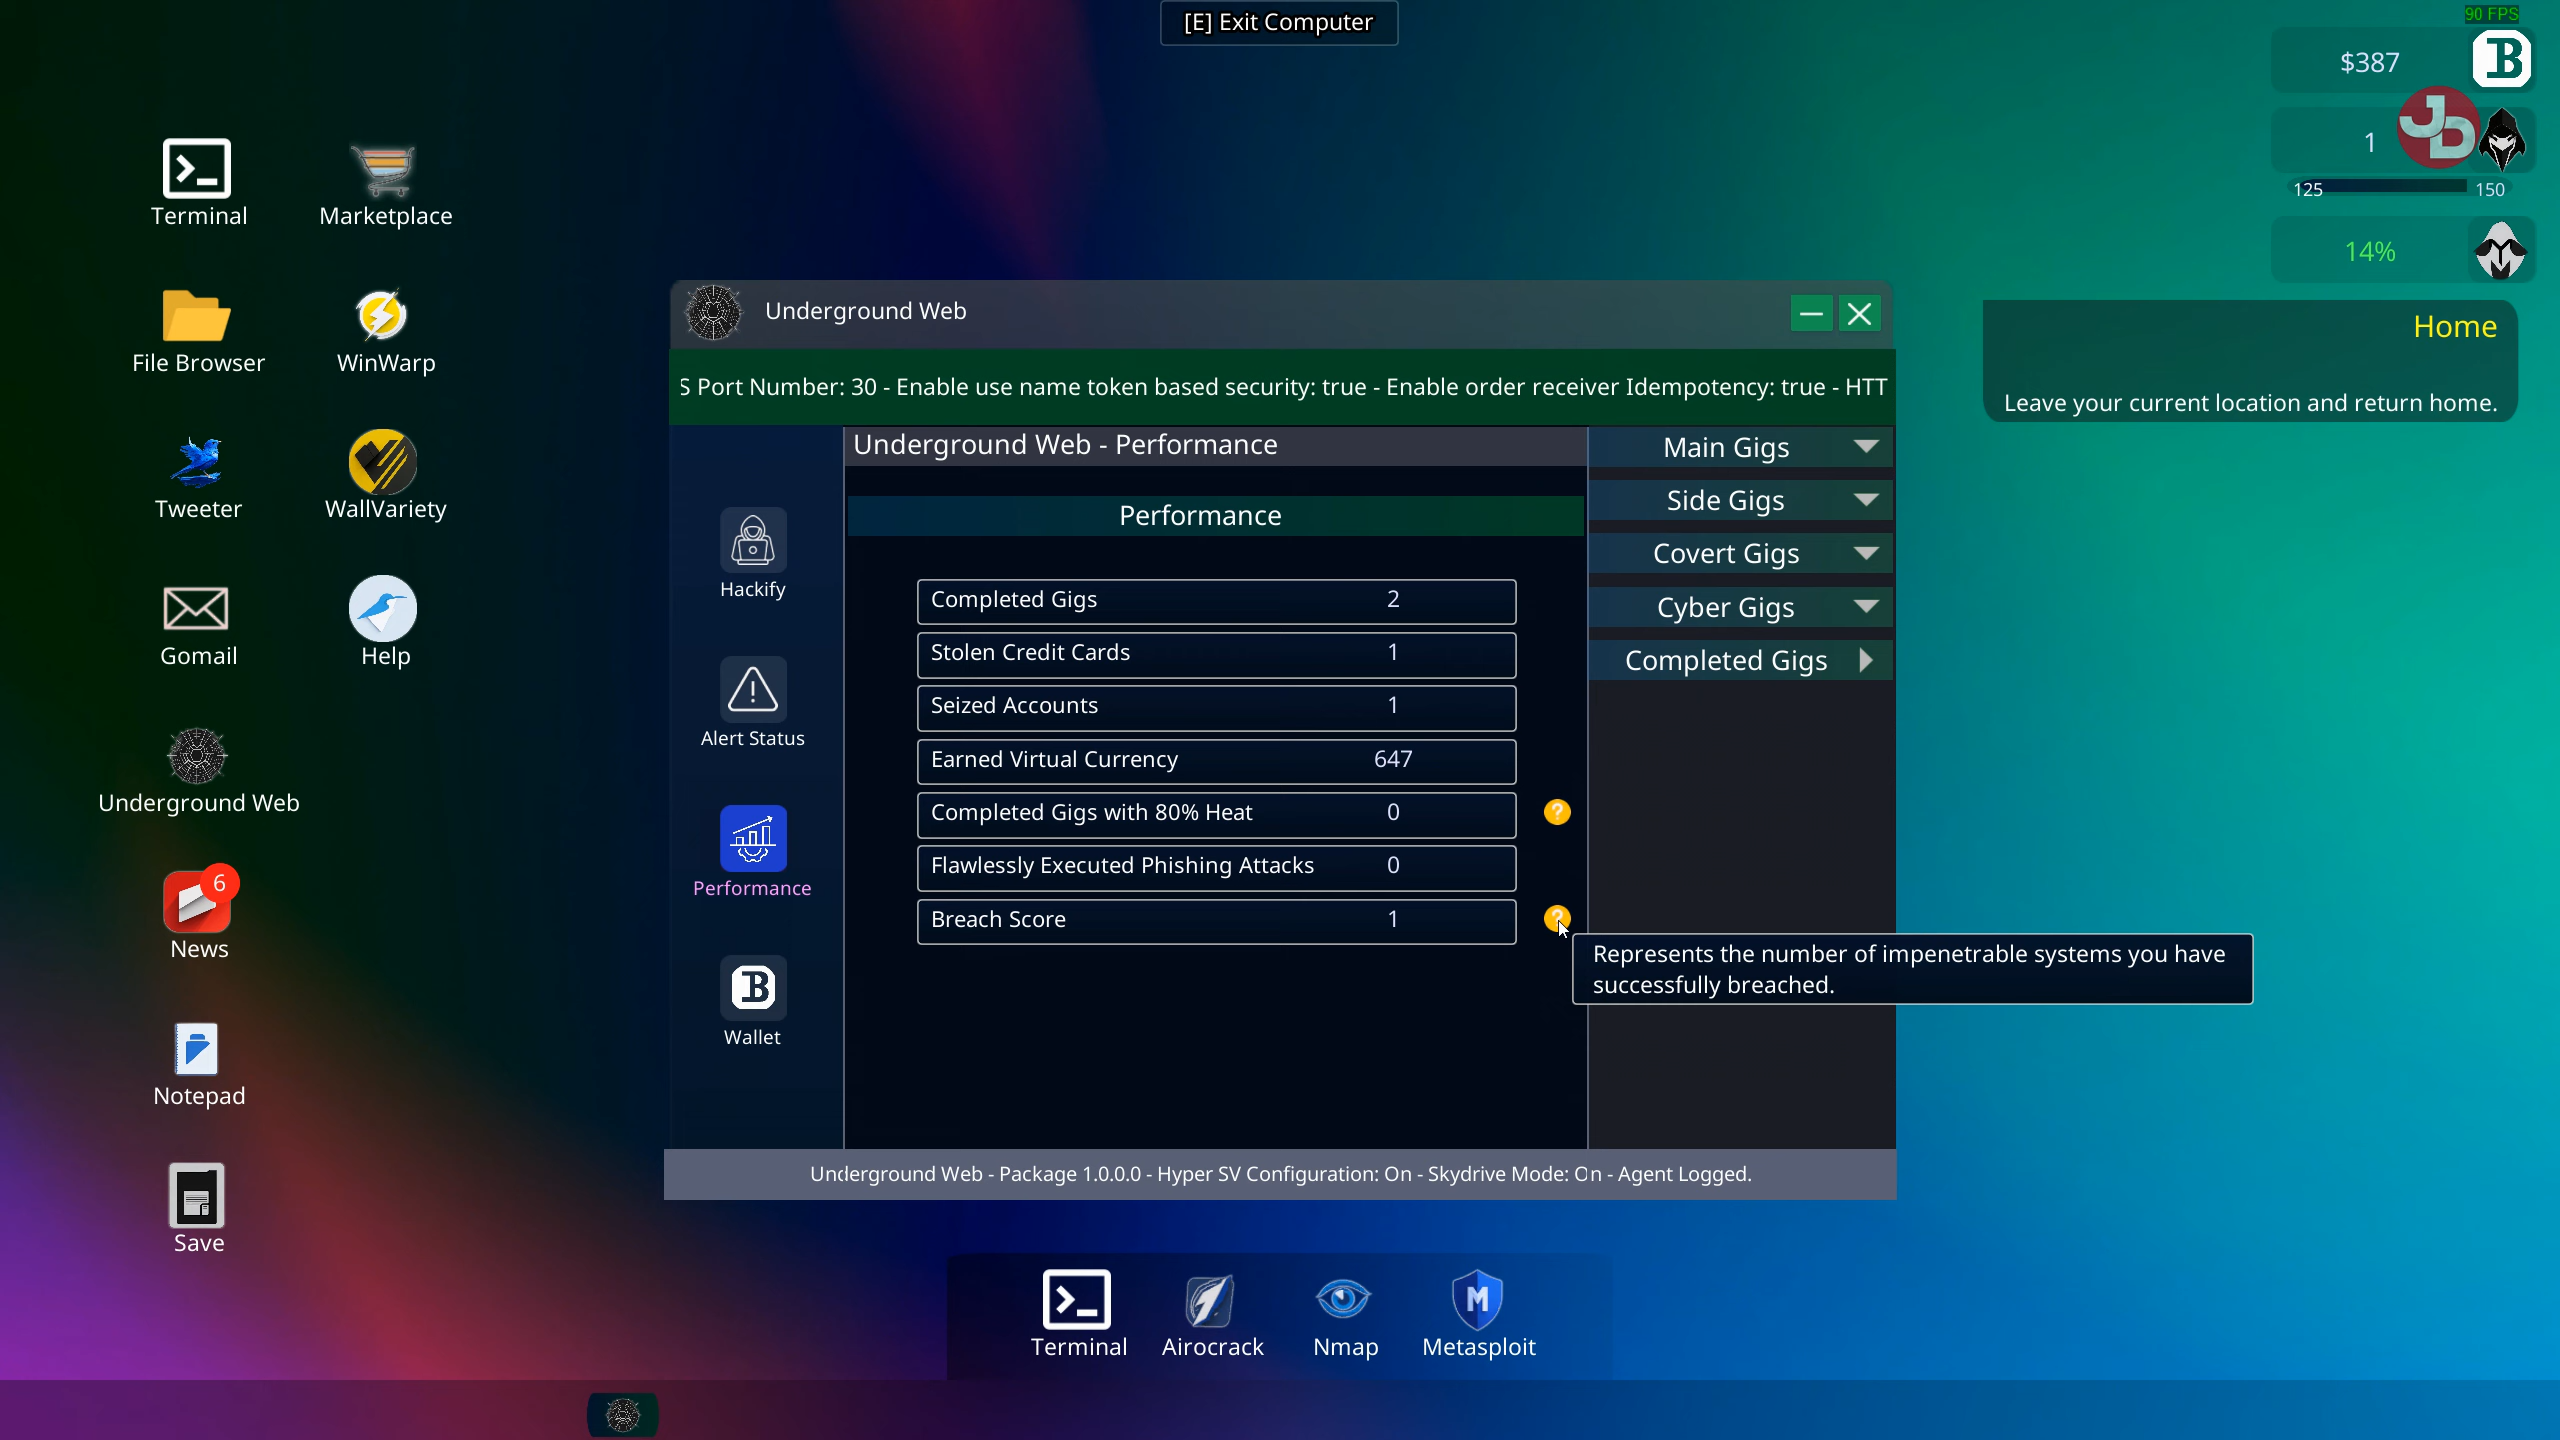 [E] Exit Computer
90 FPS
$387
B
1
JD
125
150
14%
Home
Leave your current location and return home.
Terminal
Marketplace
File Browser
WinWarp
Tweeter
WallVariety
Gomail
Help
Underground Web
6
News
Notepad
Save
Underground Web
S Port Number: 30 - Enable use name token based security: true - Enable order receiver Idempotency: true - HTT
Hackify
Alert Status
Performance
B
Wallet
Underground Web - Performance
Performance
Completed Gigs 2
Stolen Credit Cards 1
Seized Accounts 1
Earned Virtual Currency 647
Completed Gigs with 80% Heat 0 ?
Flawlessly Executed Phishing Attacks 0
Breach Score 1 ?
Represents the number of impenetrable systems you have
successfully breached.
Main Gigs
Side Gigs
Covert Gigs
Cyber Gigs
Completed Gigs
Underground Web - Package 1.0.0.0 - Hyper SV Configuration: On - Skydrive Mode: On - Agent Logged.
Terminal
Airocrack
Nmap
M
Metasploit